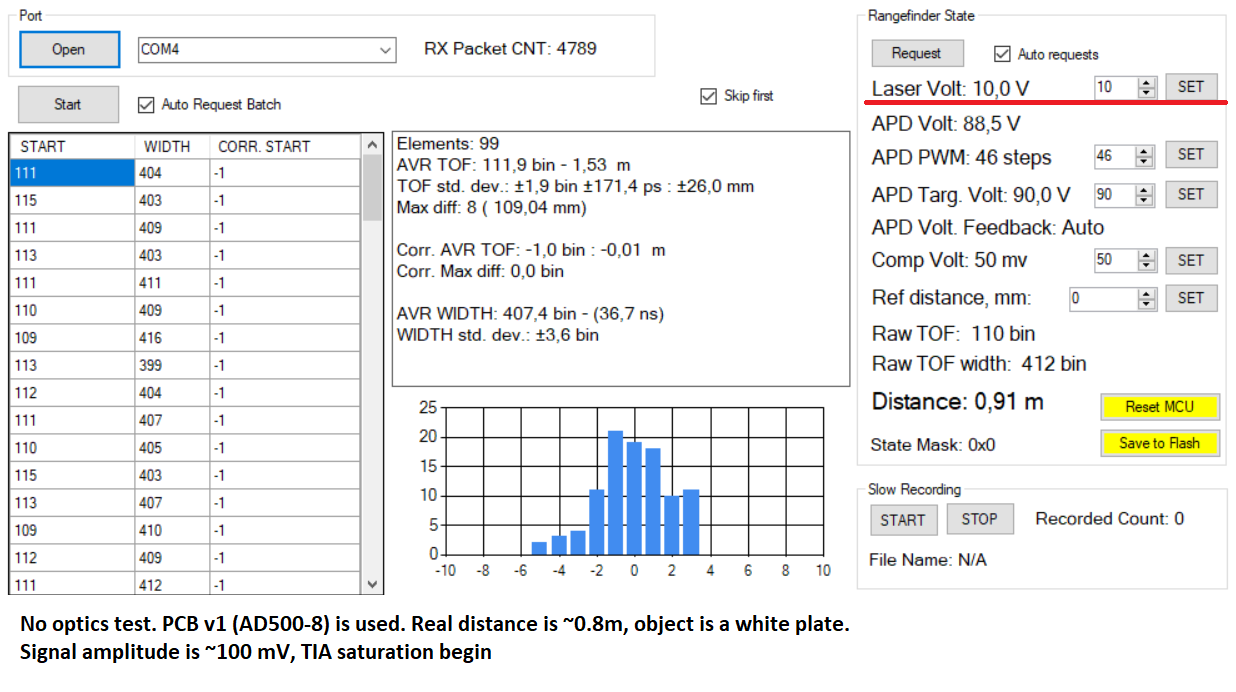 Port
Open
COM4
RX Packet CNT: 4789
Start
Auto Request Batch
Skip first
START WIDTH CORR. START
111 404 -1
115 403 -1
111 409 -1
113 403 -1
111 411 -1
110 409 -1
109 416 -1
113 399 -1
112 404 -1
111 407 -1
110 405 -1
115 403 -1
113 407 -1
109 410 -1
112 409 -1
111 412 -1
Elements: 99
AVR TOF: 111,9 bin - 1,53 m
TOF std. dev.: ±1,9 bin ±171,4 ps : ±26,0 mm
Max diff: 8 ( 109,04 mm)
Corr. AVR TOF: -1,0 bin : -0,01 m
Corr. Max diff: 0,0 bin
AVR WIDTH: 407,4 bin - (36,7 ns)
WIDTH std. dev.: ±3,6 bin
25
20
15
10
5
0
-10 -8 -6 -4 -2 0 2 4 6 8 10
Rangefinder State
Request
Auto requests
Laser Volt: 10,0 V 10 SET
APD Volt: 88,5 V
APD PWM: 46 steps 46 SET
APD Targ. Volt: 90,0 V 90 SET
APD Volt. Feedback: Auto
Comp Volt: 50 mv 50 SET
Ref distance, mm: 0 SET
Raw TOF: 110 bin
Raw TOF width: 412 bin
Distance: 0,91 m
Reset MCU
State Mask: 0x0
Save to Flash
Slow Recording
START STOP Recorded Count: 0
File Name: N/A
No optics test. PCB v1 (AD500-8) is used. Real distance is ~0.8m, object is a white plate.
Signal amplitude is ~100 mV, TIA saturation begin